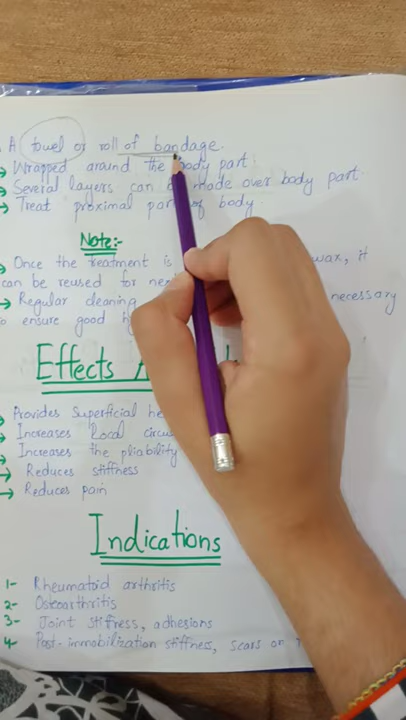 A towel or roll of bandage.
→ Wrapped around the body part.
→ Several layers can be made over body part.
→ Treat proximal part of body.
Note:-
→ Once the treatment is wax, it
can be reused for
→ Regular cleaning necessary
to ensure good
Effects
→ Provides Superficial
→ Increases local
→ Increases the pliability
→ Reduces stiffness
→ Reduces pain
Indications
1- Rheumatoid arthritis
2- Osteoarthritis
3- Joint stifness, adhesions
4- Post-immobilization stiffness, scars on